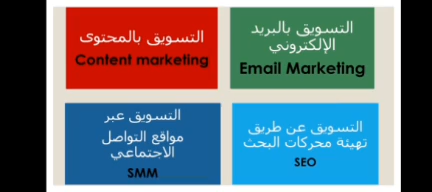 التسويق بالبريد
الإلكتروني
Email Marketing
التسويق بالمحتوى
Content marketing
التسويق عن طريق
تهيئة محركات البحث
SEO
التسويق عبر
مواقع التواصل
الاجتماعي
SMM